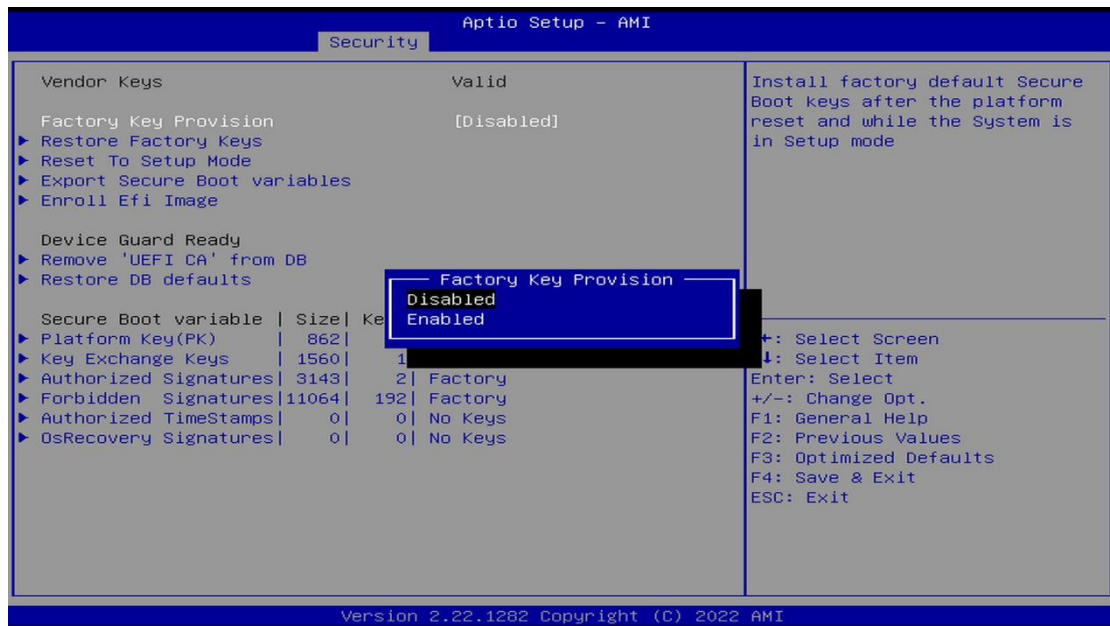 Aptio Setup – AMI
Security
Vendor Keys Valid
Factory Key Provision [Disabled]
Restore Factory Keys
Reset To Setup Mode
Export Secure Boot variables
Enroll Efi Image
Device Guard Ready
Remove 'UEFI CA' from DB
Restore DB defaults
Secure Boot variable | Size| Ke
Platform Key(PK) | 862|
Key Exchange Keys | 1560| 1
Authorized Signatures| 3143| 2| Factory
Forbidden Signatures|11064| 192| Factory
Authorized TimeStamps| 0| 0| No Keys
OsRecovery Signatures| 0| 0| No Keys
Factory Key Provision
Disabled
Enabled
Install factory default Secure
Boot keys after the platform
reset and while the System is
in Setup mode
←: Select Screen
↓: Select Item
Enter: Select
+/-: Change Opt.
F1: General Help
F2: Previous Values
F3: Optimized Defaults
F4: Save & Exit
ESC: Exit
Version 2.22.1282 Copyright (C) 2022 AMI